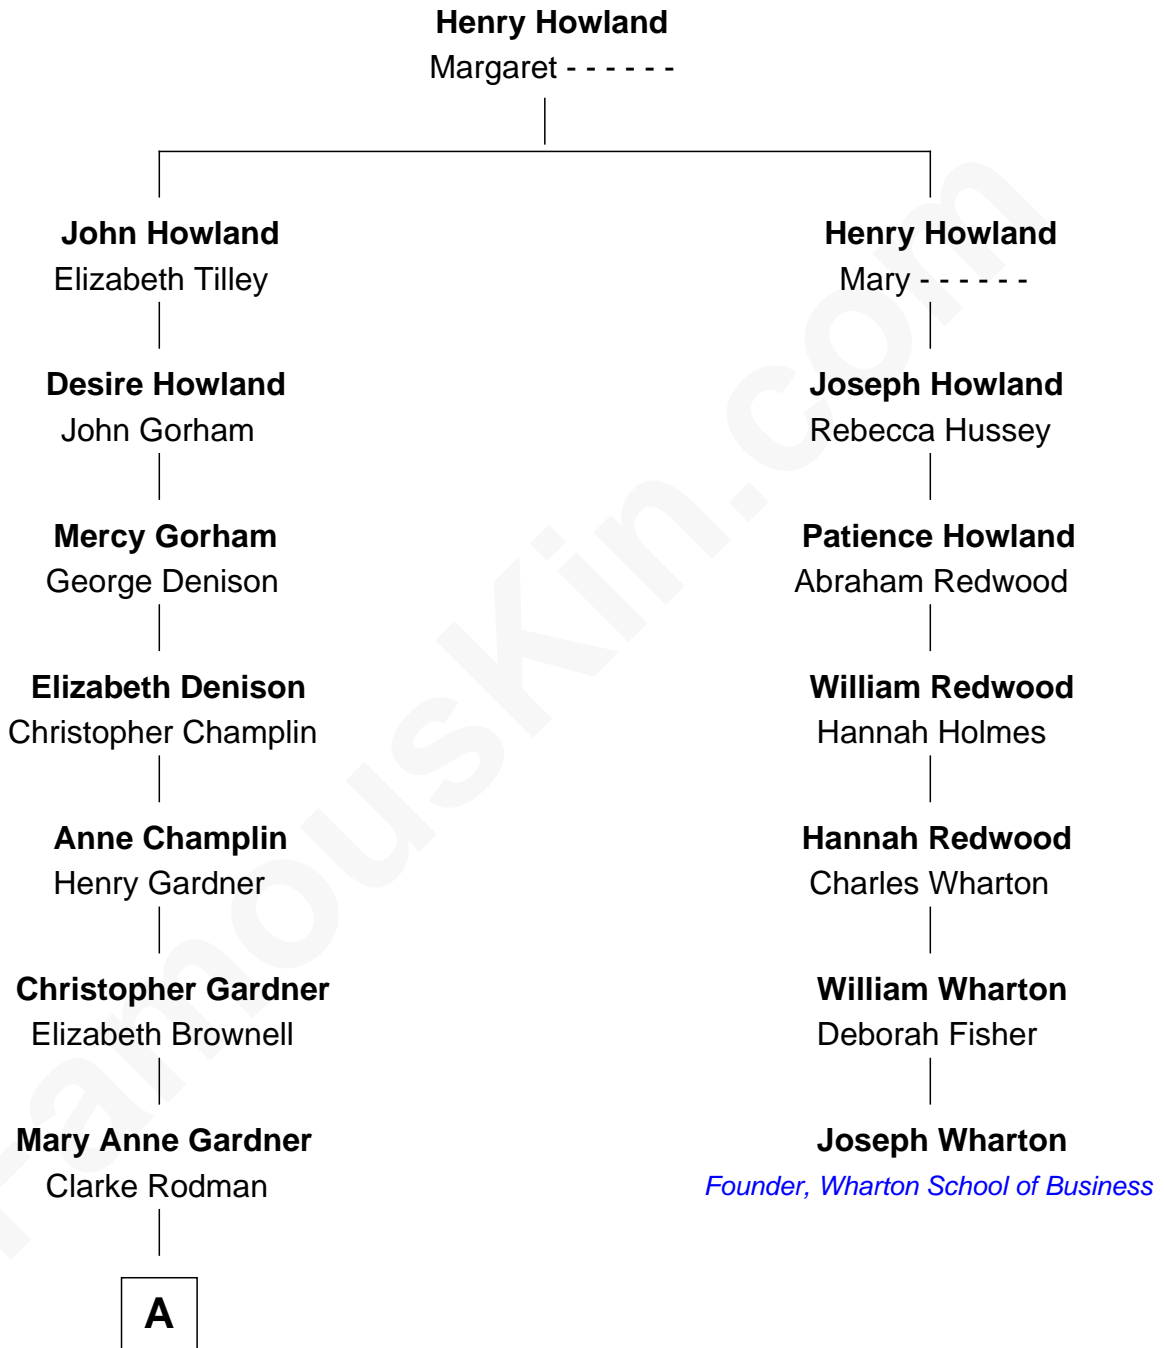 Henry Howland
Margaret - - - - - -
John Howland
Elizabeth Tilley
Desire Howland
John Gorham
Mercy Gorham
George Denison
Elizabeth Denison
Christopher Champlin
Anne Champlin
Henry Gardner
Christopher Gardner
Elizabeth Brownell
Mary Anne Gardner
Clarke Rodman
A
Henry Howland
Mary - - - - - -
Joseph Howland
Rebecca Hussey
Patience Howland
Abraham Redwood
William Redwood
Hannah Holmes
Hannah Redwood
Charles Wharton
William Wharton
Deborah Fisher
Joseph Wharton
Founder, Wharton School of Business
FamousKin.com